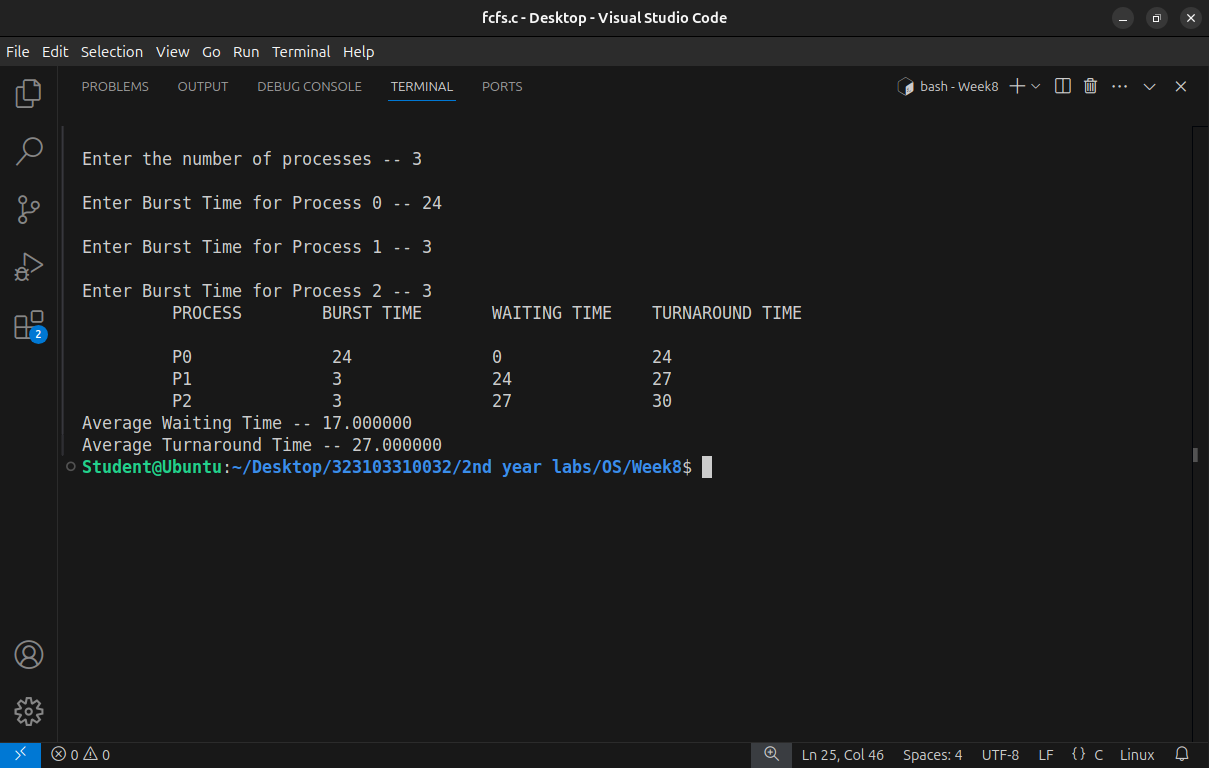 fcfs.c - Desktop - Visual Studio Code
File Edit Selection View Go Run Terminal Help
PROBLEMS OUTPUT DEBUG CONSOLE TERMINAL PORTS bash - Week8
Enter the number of processes -- 3
Enter Burst Time for Process 0 -- 24
Enter Burst Time for Process 1 -- 3
Enter Burst Time for Process 2 -- 3
PROCESS BURST TIME WAITING TIME TURNAROUND TIME
P0 24 0 24
P1 3 24 27
P2 3 27 30
Average Waiting Time -- 17.000000
Average Turnaround Time -- 27.000000
Student@Ubuntu:~/Desktop/323103310032/2nd year labs/OS/Week8$
2
0 0 Ln 25, Col 46 Spaces: 4 UTF-8 LF {} C Linux